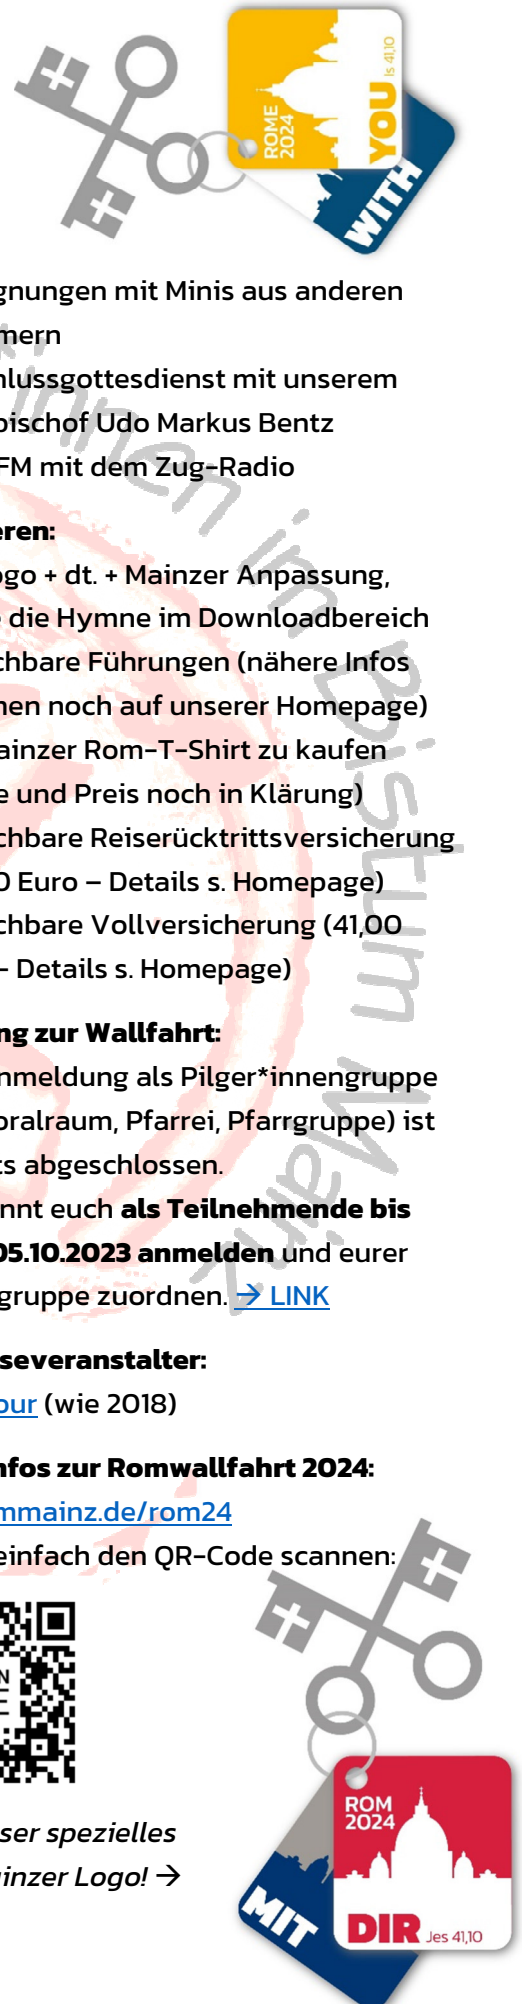 ROME
2024
YOU Is 41,10
WITH
gnungen mit Minis aus anderen
mern
hlussgottesdienst mit unserem
bischof Udo Markus Bentz
FM mit dem Zug-Radio
eren:
ogo + dt. + Mainzer Anpassung,
e die Hymne im Downloadbereich
chbare Führungen (nähere Infos
nen noch auf unserer Homepage)
ainzer Rom-T-Shirt zu kaufen
e und Preis noch in Klärung)
chbare Reiserücktrittsversicherung
0 Euro – Details s. Homepage)
chbare Vollversicherung (41,00
– Details s. Homepage)
ng zur Wallfahrt:
nmeldung als Pilger*innengruppe
oralraum, Pfarrei, Pfarrgruppe) ist
ts abgeschlossen.
nnt euch als Teilnehmende bis
05.10.2023 anmelden und eurer
gruppe zuordnen. → LINK
severanstalter:
our (wie 2018)
nfos zur Romwallfahrt 2024:
mmainz.de/rom24
einfach den QR-Code scannen:
N
E
ser spezielles
inzer Logo! →
ROM
2024
MIT
DIR Jes 41,10
*innen im Bistum Mainz